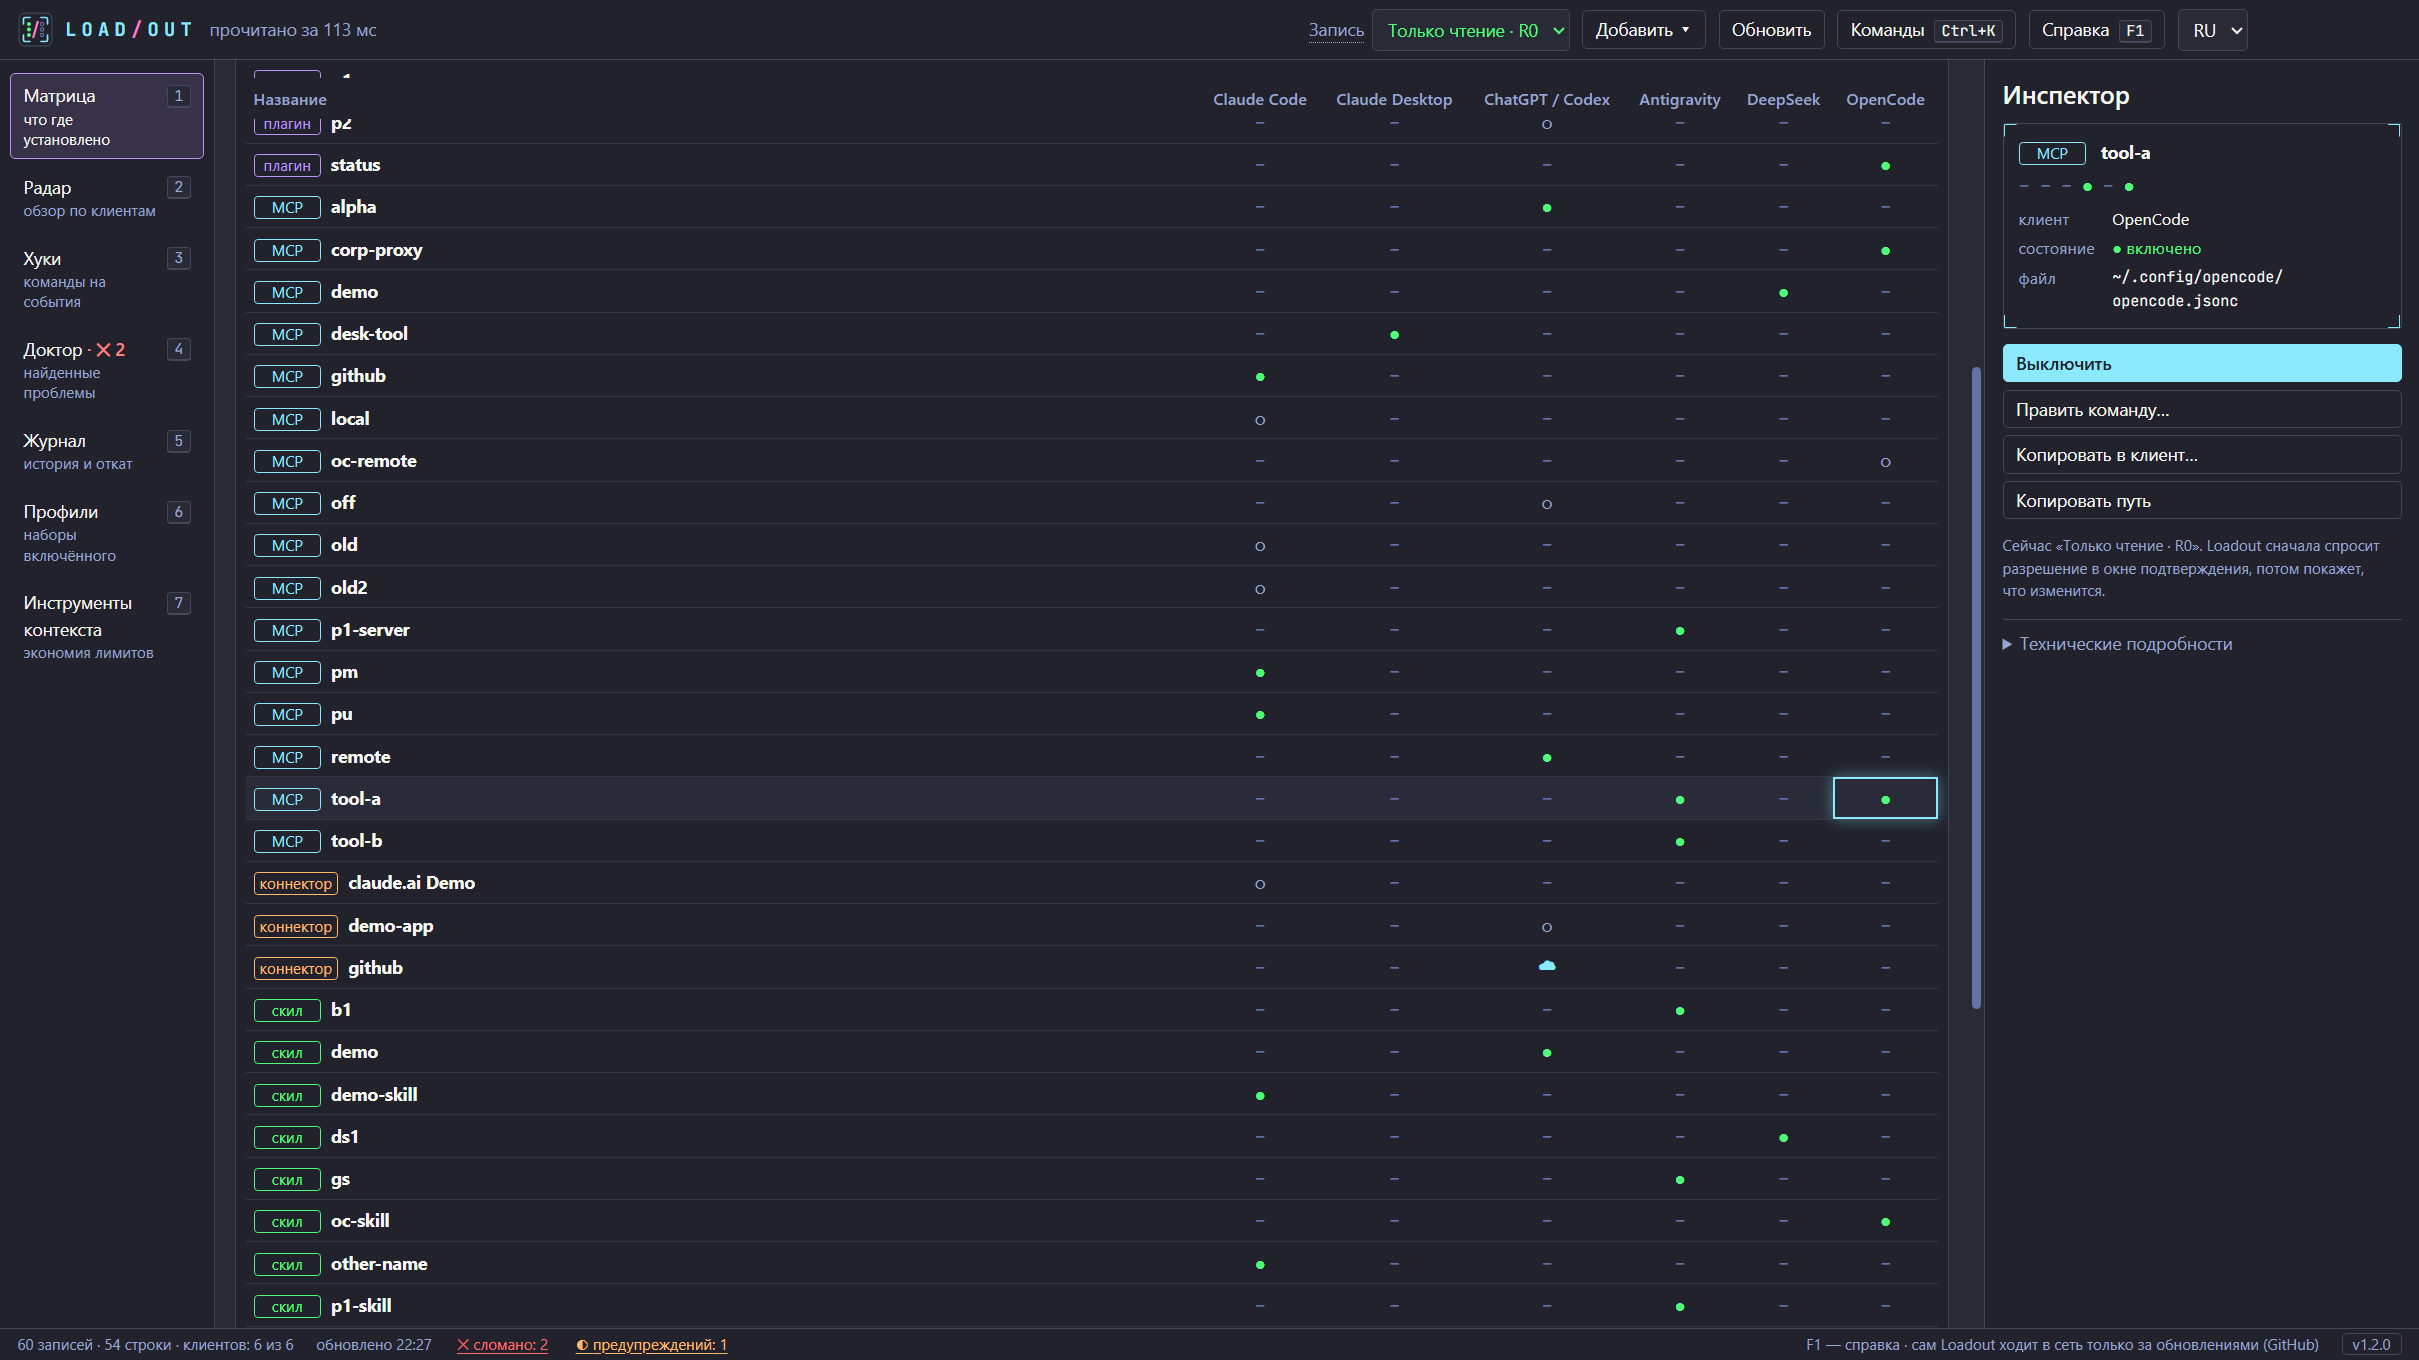 LOAD/OUT прочитано за 113 мс
Запись Только чтение · R0 Добавить ▾ Обновить Команды Ctrl+K Справка F1 RU
Матрица 1
что где
установлено
Радар 2
обзор по клиентам
Хуки 3
команды на
события
Доктор · ✕ 2 4
найденные
проблемы
Журнал 5
история и откат
Профили 6
наборы
включённого
Инструменты 7
контекста
экономия лимитов
Название Claude Code Claude Desktop ChatGPT / Codex Antigravity DeepSeek OpenCode
плагин p2 – – ○ – – –
плагин status – – – – – ●
MCP alpha – – ● – – –
MCP corp-proxy – – – – – ●
MCP demo – – – – ● –
MCP desk-tool – ● – – – –
MCP github ● – – – – –
MCP local ○ – – – – –
MCP oc-remote – – – – – ○
MCP off – – ○ – – –
MCP old ○ – – – – –
MCP old2 ○ – – – – –
MCP p1-server – – – ● – –
MCP pm ● – – – – –
MCP pu ● – – – – –
MCP remote – – ● – – –
MCP tool-a – – – ● – ●
MCP tool-b – – – ● – –
коннектор claude.ai Demo ○ – – – – –
коннектор demo-app – – ○ – – –
коннектор github – – ☁ – – –
скил b1 – – – ● – –
скил demo – – ● – – –
скил demo-skill ● – – – – –
скил ds1 – – – – ● –
скил gs – – – ● – –
скил oc-skill – – – – – ●
скил other-name ● – – – – –
скил p1-skill – – – ● – –
Инспектор
MCP tool-a
– – – ● – ●
клиент OpenCode
состояние ● включено
файл ~/.config/opencode/
opencode.jsonc
Выключить
Править команду…
Копировать в клиент…
Копировать путь
Сейчас «Только чтение · R0». Loadout сначала спросит
разрешение в окне подтверждения, потом покажет,
что изменится.
▶ Технические подробности
60 записей · 54 строки · клиентов: 6 из 6 обновлено 22:27 ✕ сломано: 2 ◐ предупреждений: 1
F1 — справка · сам Loadout ходит в сеть только за обновлениями (GitHub) v1.2.0